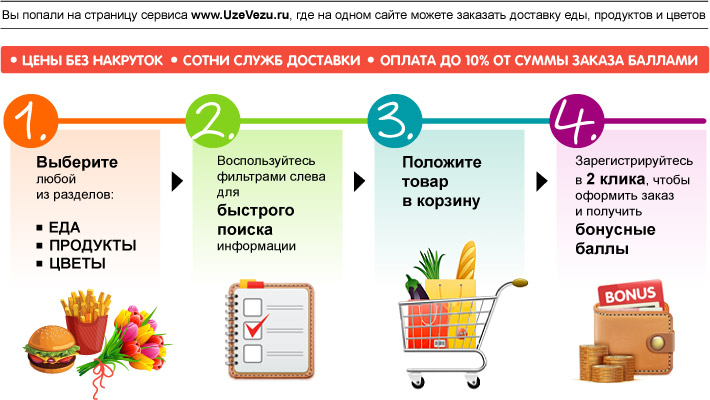 Вы попали на страницу сервиса www.UzeVezu.ru, где на одном сайте можете заказать доставку еды, продуктов и цветов
• ЦЕНЫ БЕЗ НАКРУТОК • СОТНИ СЛУЖБ ДОСТАВКИ • ОПЛАТА ДО 10% ОТ СУММЫ ЗАКАЗА БАЛЛАМИ
1.
Выберите
любой
из разделов:
▪ ЕДА
▪ ПРОДУКТЫ
▪ ЦВЕТЫ
2.
Воспользуйтесь
фильтрами слева
для
быстрого
поиска
информации
3.
Положите
товар
в корзину
4.
Зарегистрируйтесь
в 2 клика, чтобы
оформить заказ
и получить
бонусные
баллы
BONUS